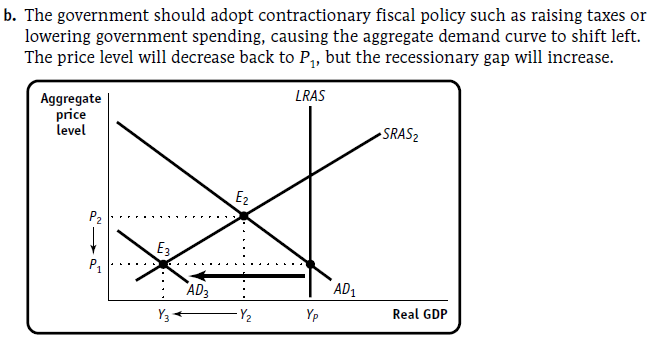 b. The government should adopt contractionary fiscal policy such as raising taxes or
lowering government spending, causing the aggregate demand curve to shift left.
The price level will decrease back to P₁, but the recessionary gap will increase.
Aggregate
price
level
LRAS
SRAS₂
E₂
P₂
E₃
P₁
AD₃
AD₁
Y₃
Y₂
Yₚ
Real GDP